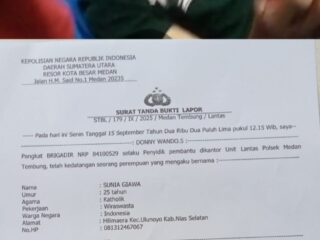 KEPOLISIAN NEGARA REPUBLIK INDONESIA
DAERAH SUMATERA UTARA
RESOR KOTA BESAR MEDAN
Jalan H.M. Said No.1 Medan 20235
SURAT TANDA BUKTI LAPOR
STBL / 179 / IX / 2025 / Medan Tembung / Lantas
---- Pada hari ini Senin Tanggal 15 September Tahun Dua Ribu Dua Puluh Lima pukul 12.15 Wib, saya---
DONNY WANDO.S
Pangkat BRIGADIR NRP 84100529 selaku Penyidik pembantu dikantor Unit Lantas Polsek Medan
Tembung, telah kedatangan seorang perempuan yang mengaku bernama :
Nama : SUNIA GIAWA
Umur : 25 tahun
Agama : Katholik
Pekerjaan : Wiraswasta
Warga Negara : Indonesia
Alamat : Hilimaera Kec.Ulunoyo Kab.Nias Selatan
No.HP : 081312467067